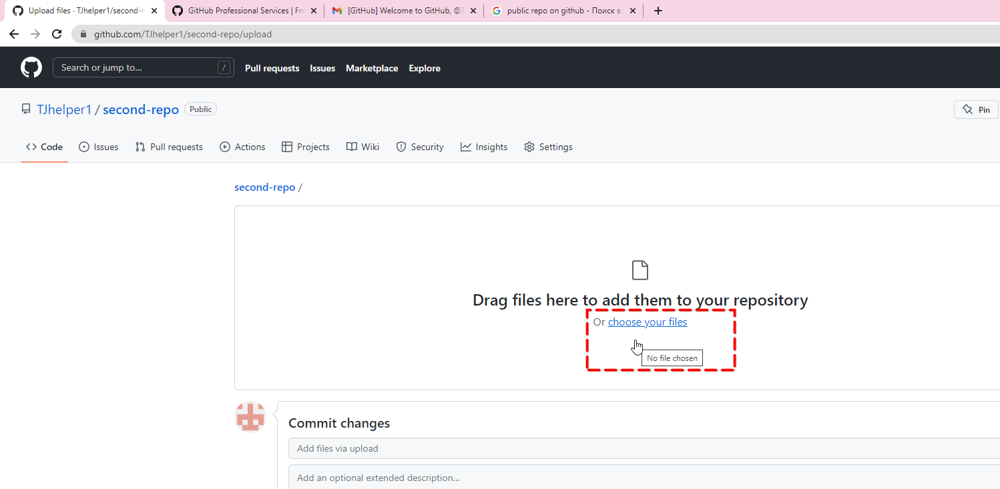 Upload files · TJhelper1/second-r
GitHub Professional Services | Fro
[GitHub] Welcome to GitHub, @T
public repo on github - Поиск в
github.com/TJhelper1/second-repo/upload
Search or jump to... /
Pull requests Issues Marketplace Explore
TJhelper1 / second-repo Public
Pin
Code Issues Pull requests Actions Projects Wiki Security Insights Settings
second-repo /
Drag files here to add them to your repository
Or choose your files
No file chosen
Commit changes
Add files via upload
Add an optional extended description...